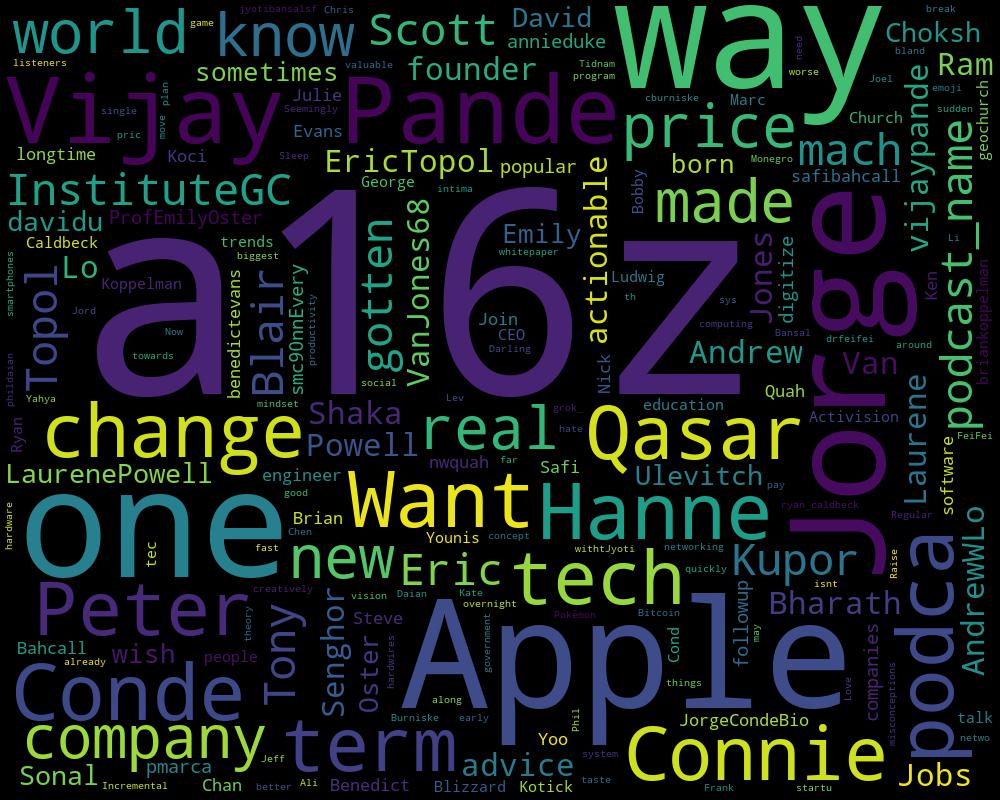 jyotibansalsf Chris
world game know Scott David way break
listeners annieduke need bland Choksh
Tidnam program worse Joel
sometimes valuable founder Ram
Vijay Pande Julie cburniske Marc emoji
single move plan Seemingly Church sudden geochurch
pric Evans price
longtime Koci Sleep EricTopol popular born Monegro mach
InstituteGC George intima actionable Bobby made safibahcall vijaypande podcast_name
davidu ProfEmilyOster
Caldbeck trends biggest gotten VanJones68 Emily whitepaper Jones digitize Jorge Li
smartphones Topol Lo Koppelman a16z Ludwig Ken briankoppelman
Jord benedictevans Blair smc90mnEvery productivity Join th sys
Now CEO computing Bansal drfeifei around
towards Darling Andrew Van
phildaian Yahya social Lev Nick Quah Laurene
change mindset Shaka real grok_ Qasar education Activision
Ryan Powell hate FeiFei
LaurenePowell engineer nwquah far Safi Ulevitch pay software
one good Want Hanne ryan_caldbeck Regular
hardware Brian Chen Younis concept
tec fast new withtJyoti networking Kupor isnt Raise AndrewWLo
Eric tech quickly
Peter creatively vision Daian Kate overnight Pokémon Bitcoin followup Bharath podca
theory Tony Senghor Steve Apple may
Bahcall already wish people Oster hardwires government Cond companies misconceptions
Conde things Love
along
company Burniske early Phil JorgeCondeBio talk
term Yoo Connie netwo
Sonal pmarca Jeff advice system Jobs
Incremental Chan better Ali Benedict Blizzard Kotick taste Frank startu